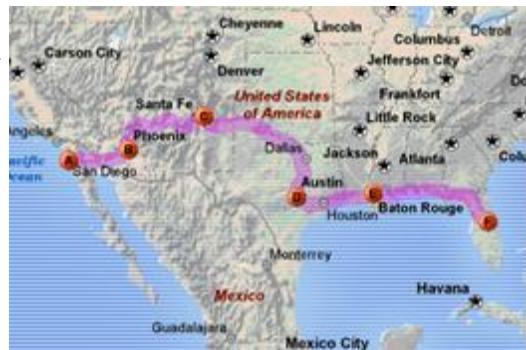 Cheyenne
Lincoln
Detroit
Columbus
Carson City
Denver
Jefferson City
Frankfort
United States
of America
Santa Fe
C
Little Rock
Angeles
Phoenix
B
Dallas
Jackson
Atlanta
A
San Diego
Austin
D
E
Houston
Baton Rouge
F
Monterrey
Mexico
Havana
Guadalajara
Mexico City